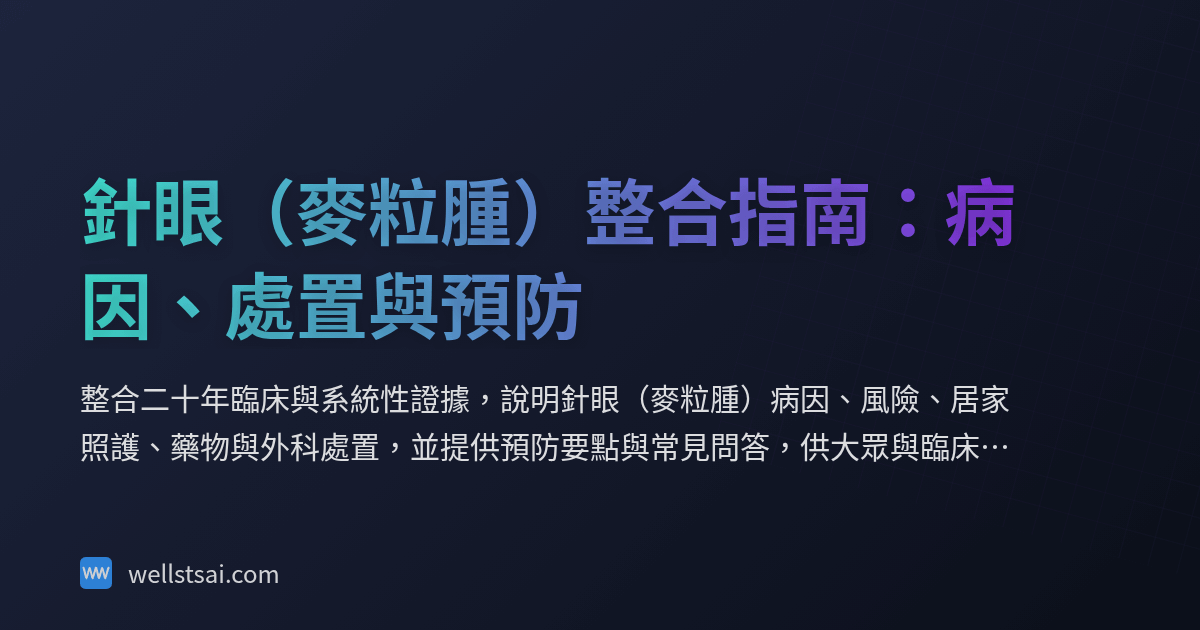 針眼（麥粒腫）整合指南：病
因、處置與預防
整合二十年臨床與系統性證據，說明針眼（麥粒腫）病因、風險、居家
照護、藥物與外科處置，並提供預防要點與常見問答，供大眾與臨床…
wellstsai.com